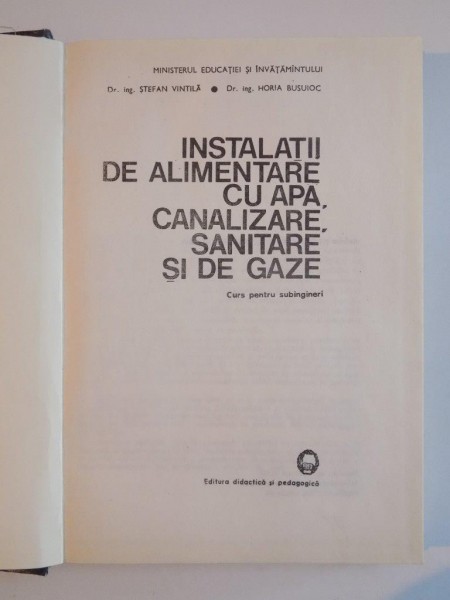 MINISTERUL EDUCAȚIEI ȘI ÎNVĂȚĂMÎNTULUI
Dr. ing. ȘTEFAN VINTILĂ ● Dr. ing. HORIA BUSUIOC
INSTALAȚII
DE ALIMENTARE
CU APA,
CANALIZARE,
SANITARE
ȘI DE GAZE
Curs pentru subingineri
Editura didactică și pedagogică